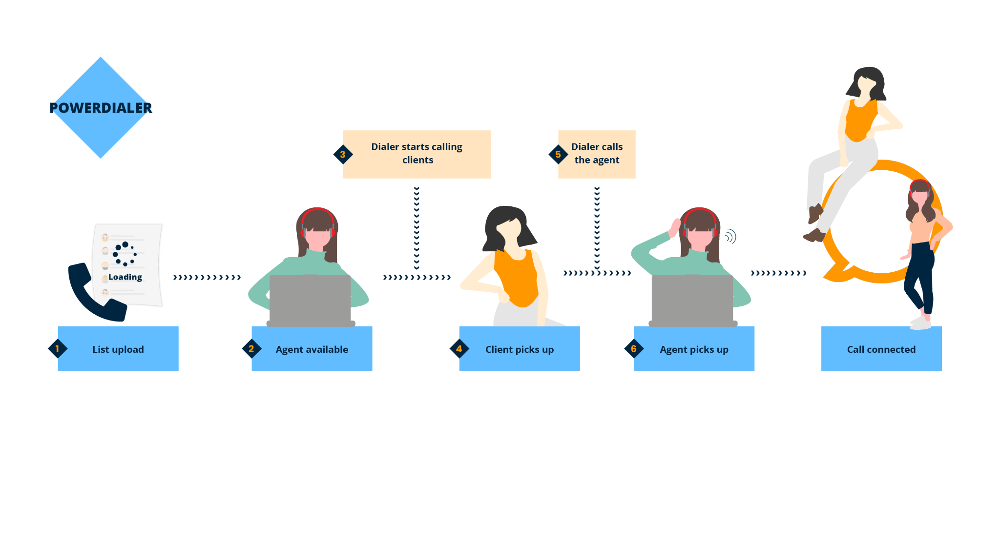 POWERDIALER
3
Dialer starts calling
clients
5
Dialer calls
the agent
Loading
1
List upload
2
Agent available
4
Client picks up
6
Agent picks up
Call connected